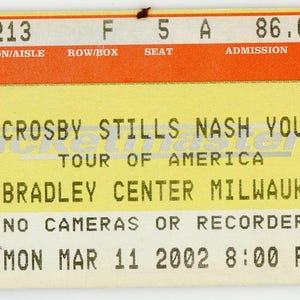 213 F 5 A 86.0
ON/AISLE ROW/BOX SEAT ADMISSION
CROSBY STILLS NASH YOU
ticketmaster
TOUR OF AMERICA
BRADLEY CENTER MILWAUK
NO CAMERAS OR RECORDER
MON MAR 11 2002 8:00 P